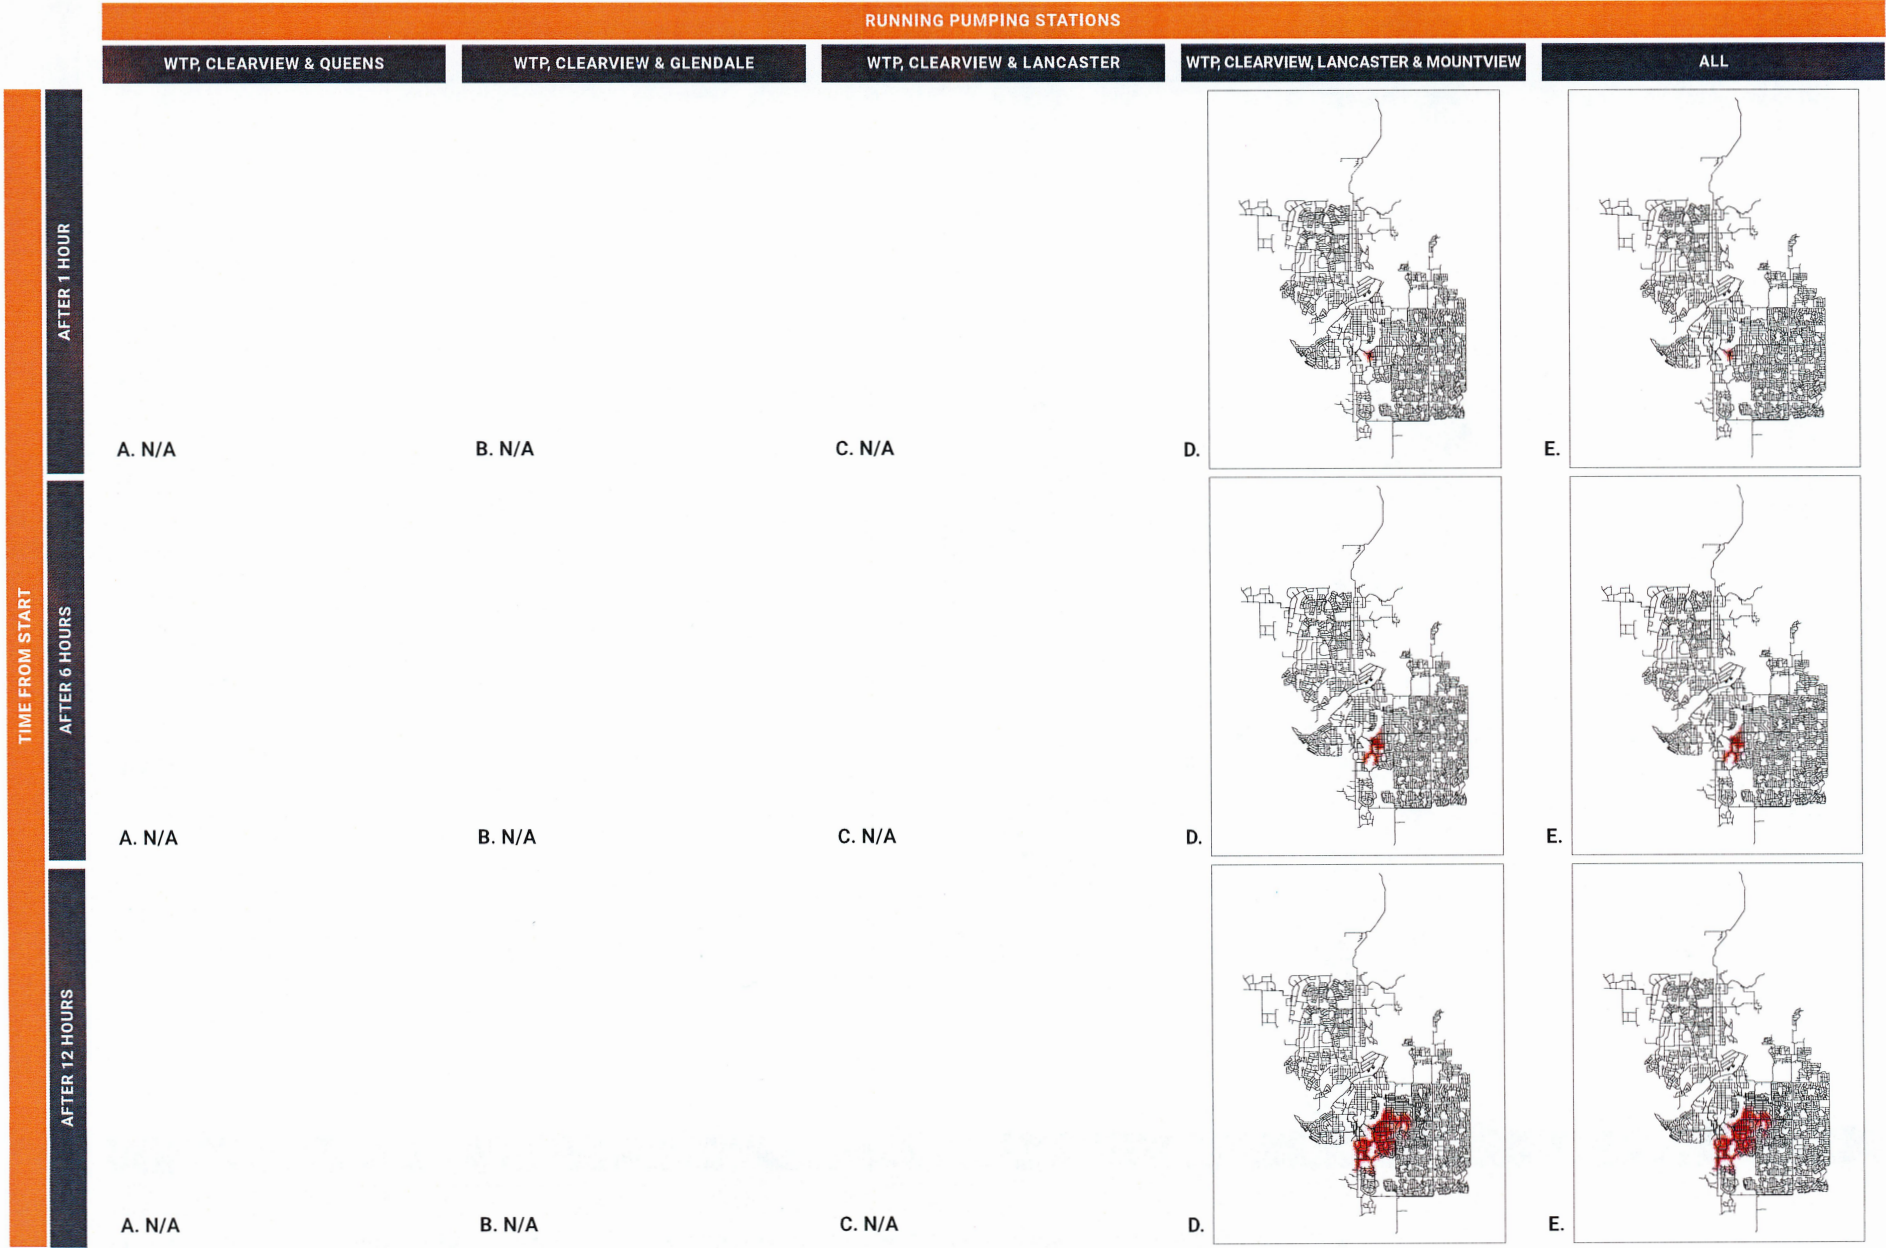 RUNNING PUMPING STATIONS
WTP, CLEARVIEW & QUEENS
WTP, CLEARVIEW & GLENDALE
WTP, CLEARVIEW & LANCASTER
WTP, CLEARVIEW, LANCASTER & MOUNTVIEW
ALL
TIME FROM START
AFTER 1 HOUR
A. N/A
B. N/A
C. N/A
D.
E.
AFTER 6 HOURS
A. N/A
B. N/A
C. N/A
D.
E.
AFTER 12 HOURS
A. N/A
B. N/A
C. N/A
D.
E.